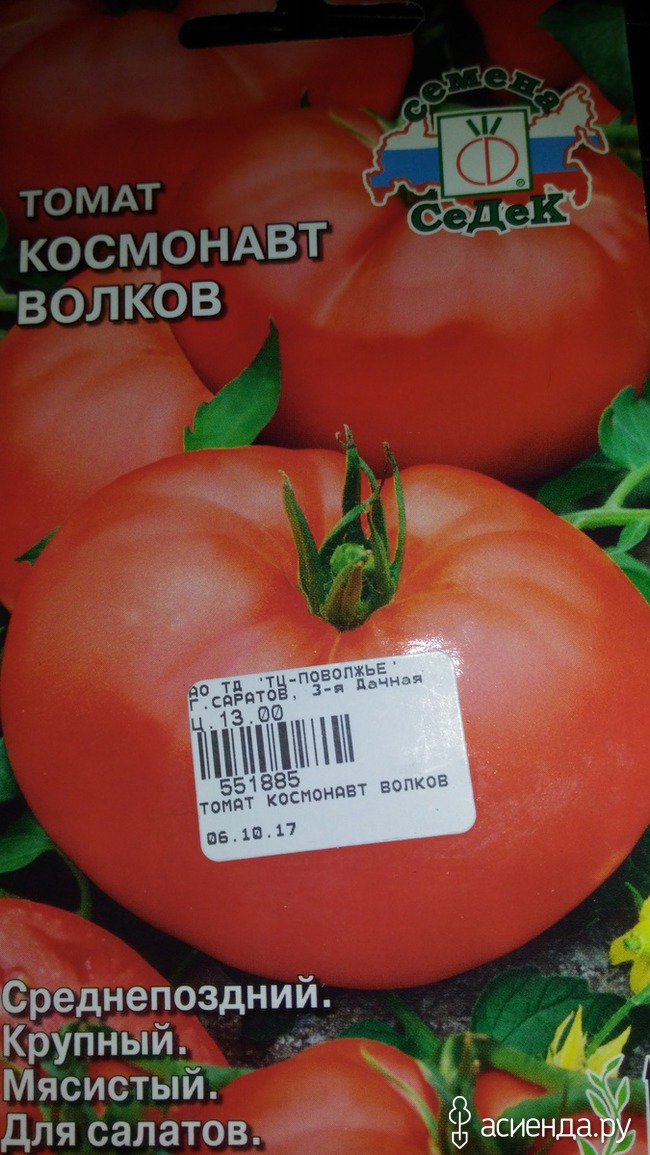 семена
СеДеК
ТОМАТ
КОСМОНАВТ
ВОЛКОВ
АО ТД 'ТЦ-ПОВОЛЖЬЕ'
Г.САРАТОВ, 3-я Дачная
Ц.13.00
551885
ТОМАТ КОСМОНАВТ ВОЛКОВ
06.10.17
Среднепоздний.
Крупный.
Мясистый.
Для салатов.
асиенда.ру